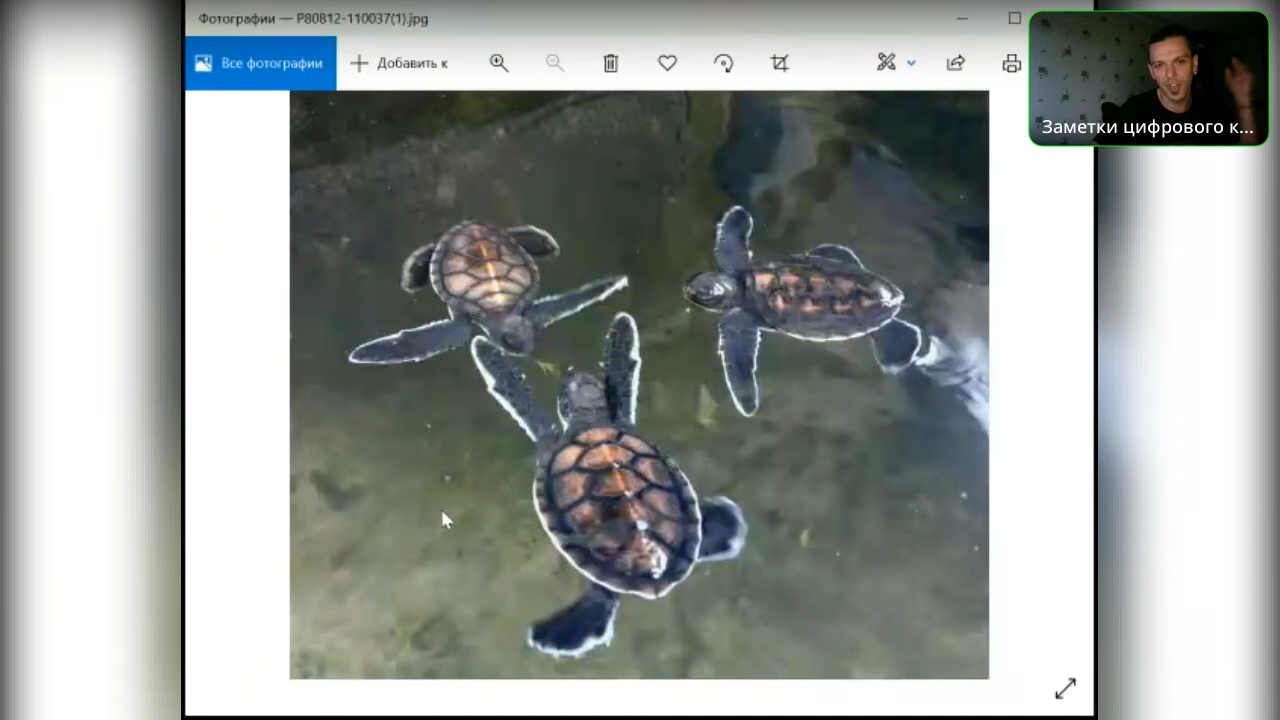 Фотографии — P80812-110037(1).jpg
Все фотографии
Добавить к
Заметки цифрового к...